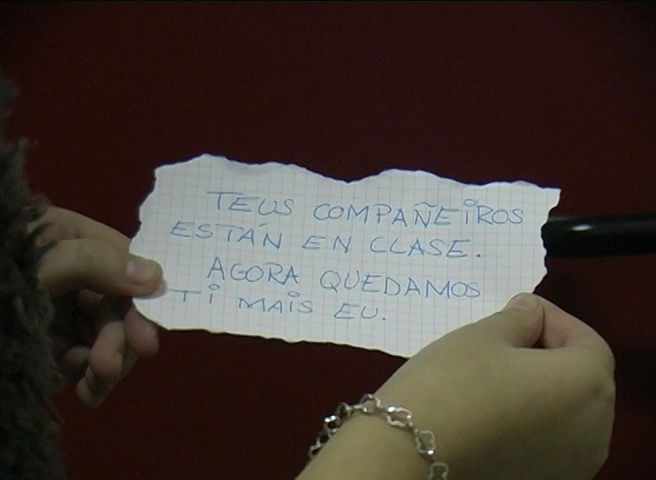 TEUS COMPAÑEIROS
ESTÁN EN CLASE.
AGORA QUEDAMOS
TI MAIS EU.